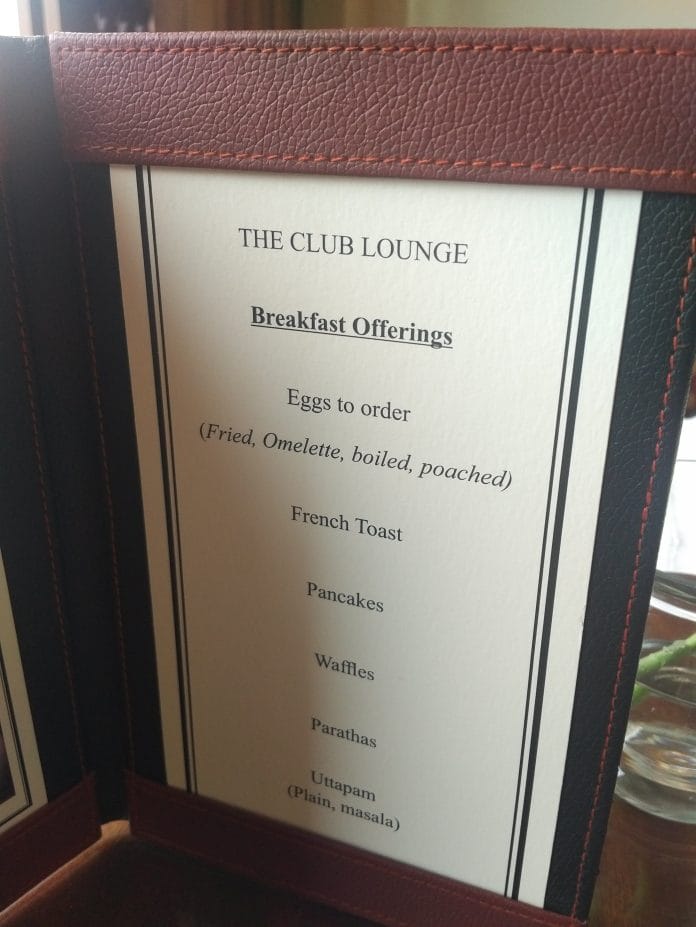 THE CLUB LOUNGE
Breakfast Offerings
Eggs to order
(Fried, Omelette, boiled, poached)
French Toast
Pancakes
Waffles
Parathas
Uttapam
(Plain, masala)